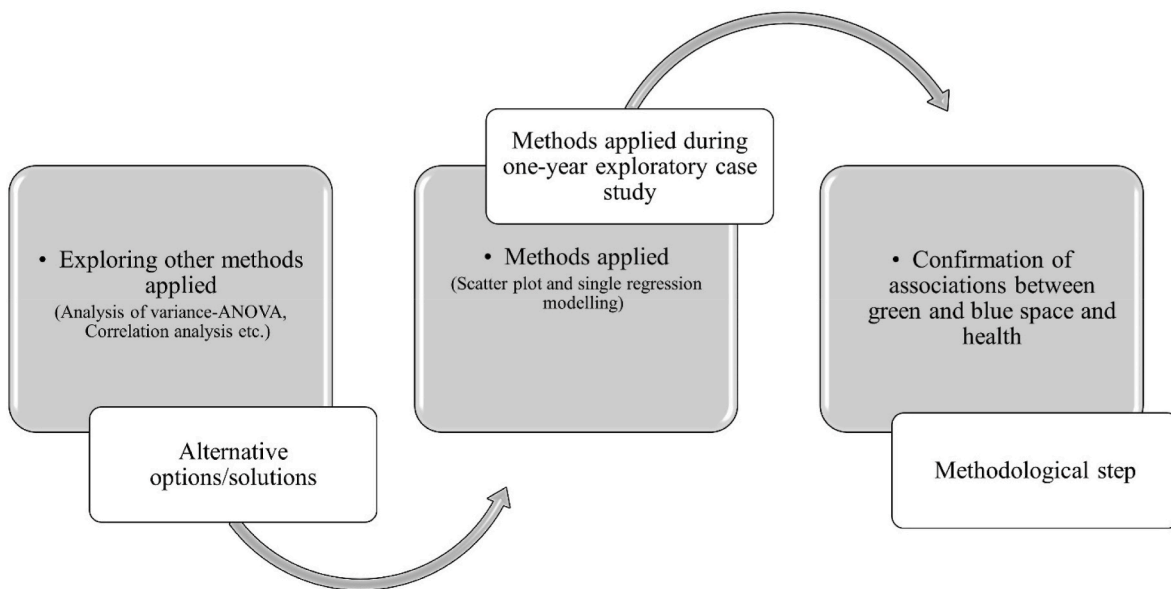 • Exploring other methods
applied
(Analysis of variance-ANOVA,
Correlation analysis etc.)
Alternative
options/solutions
Methods applied during
one-year exploratory case
study
• Methods applied
(Scatter plot and single regression
modelling)
• Confirmation of
associations between
green and blue space and
health
Methodological step